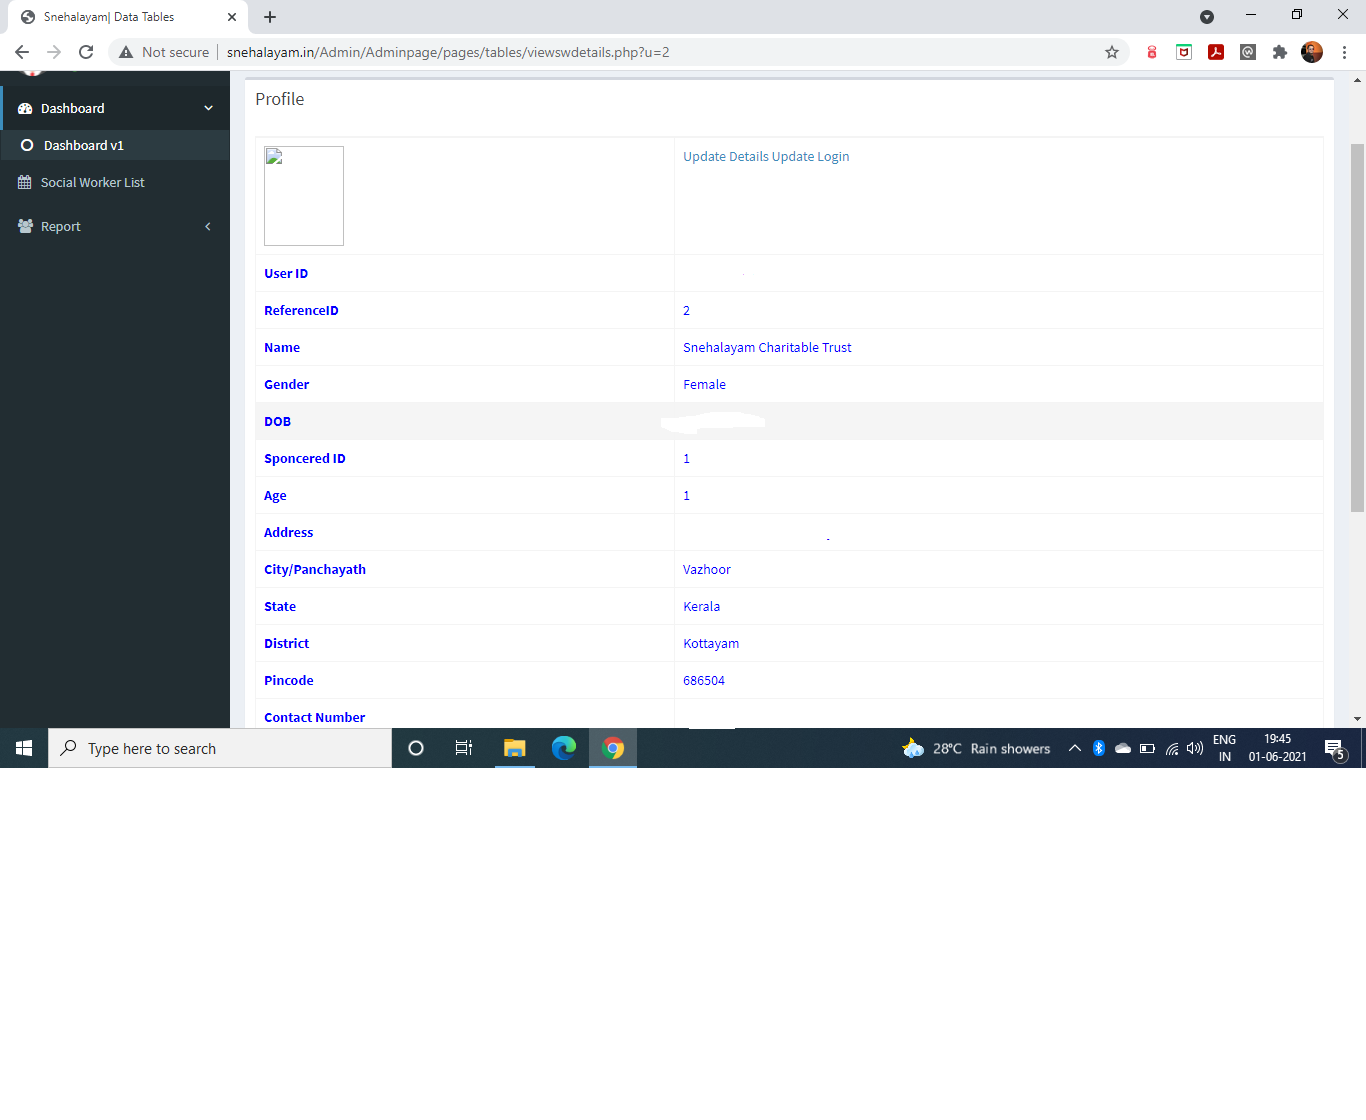 Snehalayam| Data Tables
Not secure snehalayam.in/Admin/Adminpage/pages/tables/viewswdetails.php?u=2
Dashboard
Dashboard v1
Social Worker List
Report
Profile
Update Details Update Login
User ID
ReferenceID 2
Name Snehalayam Charitable Trust
Gender Female
DOB
Sponcered ID 1
Age 1
Address
City/Panchayath Vazhoor
State Kerala
District Kottayam
Pincode 686504
Contact Number
Type here to search
28°C Rain showers
ENG
IN
19:45
01-06-2021
5